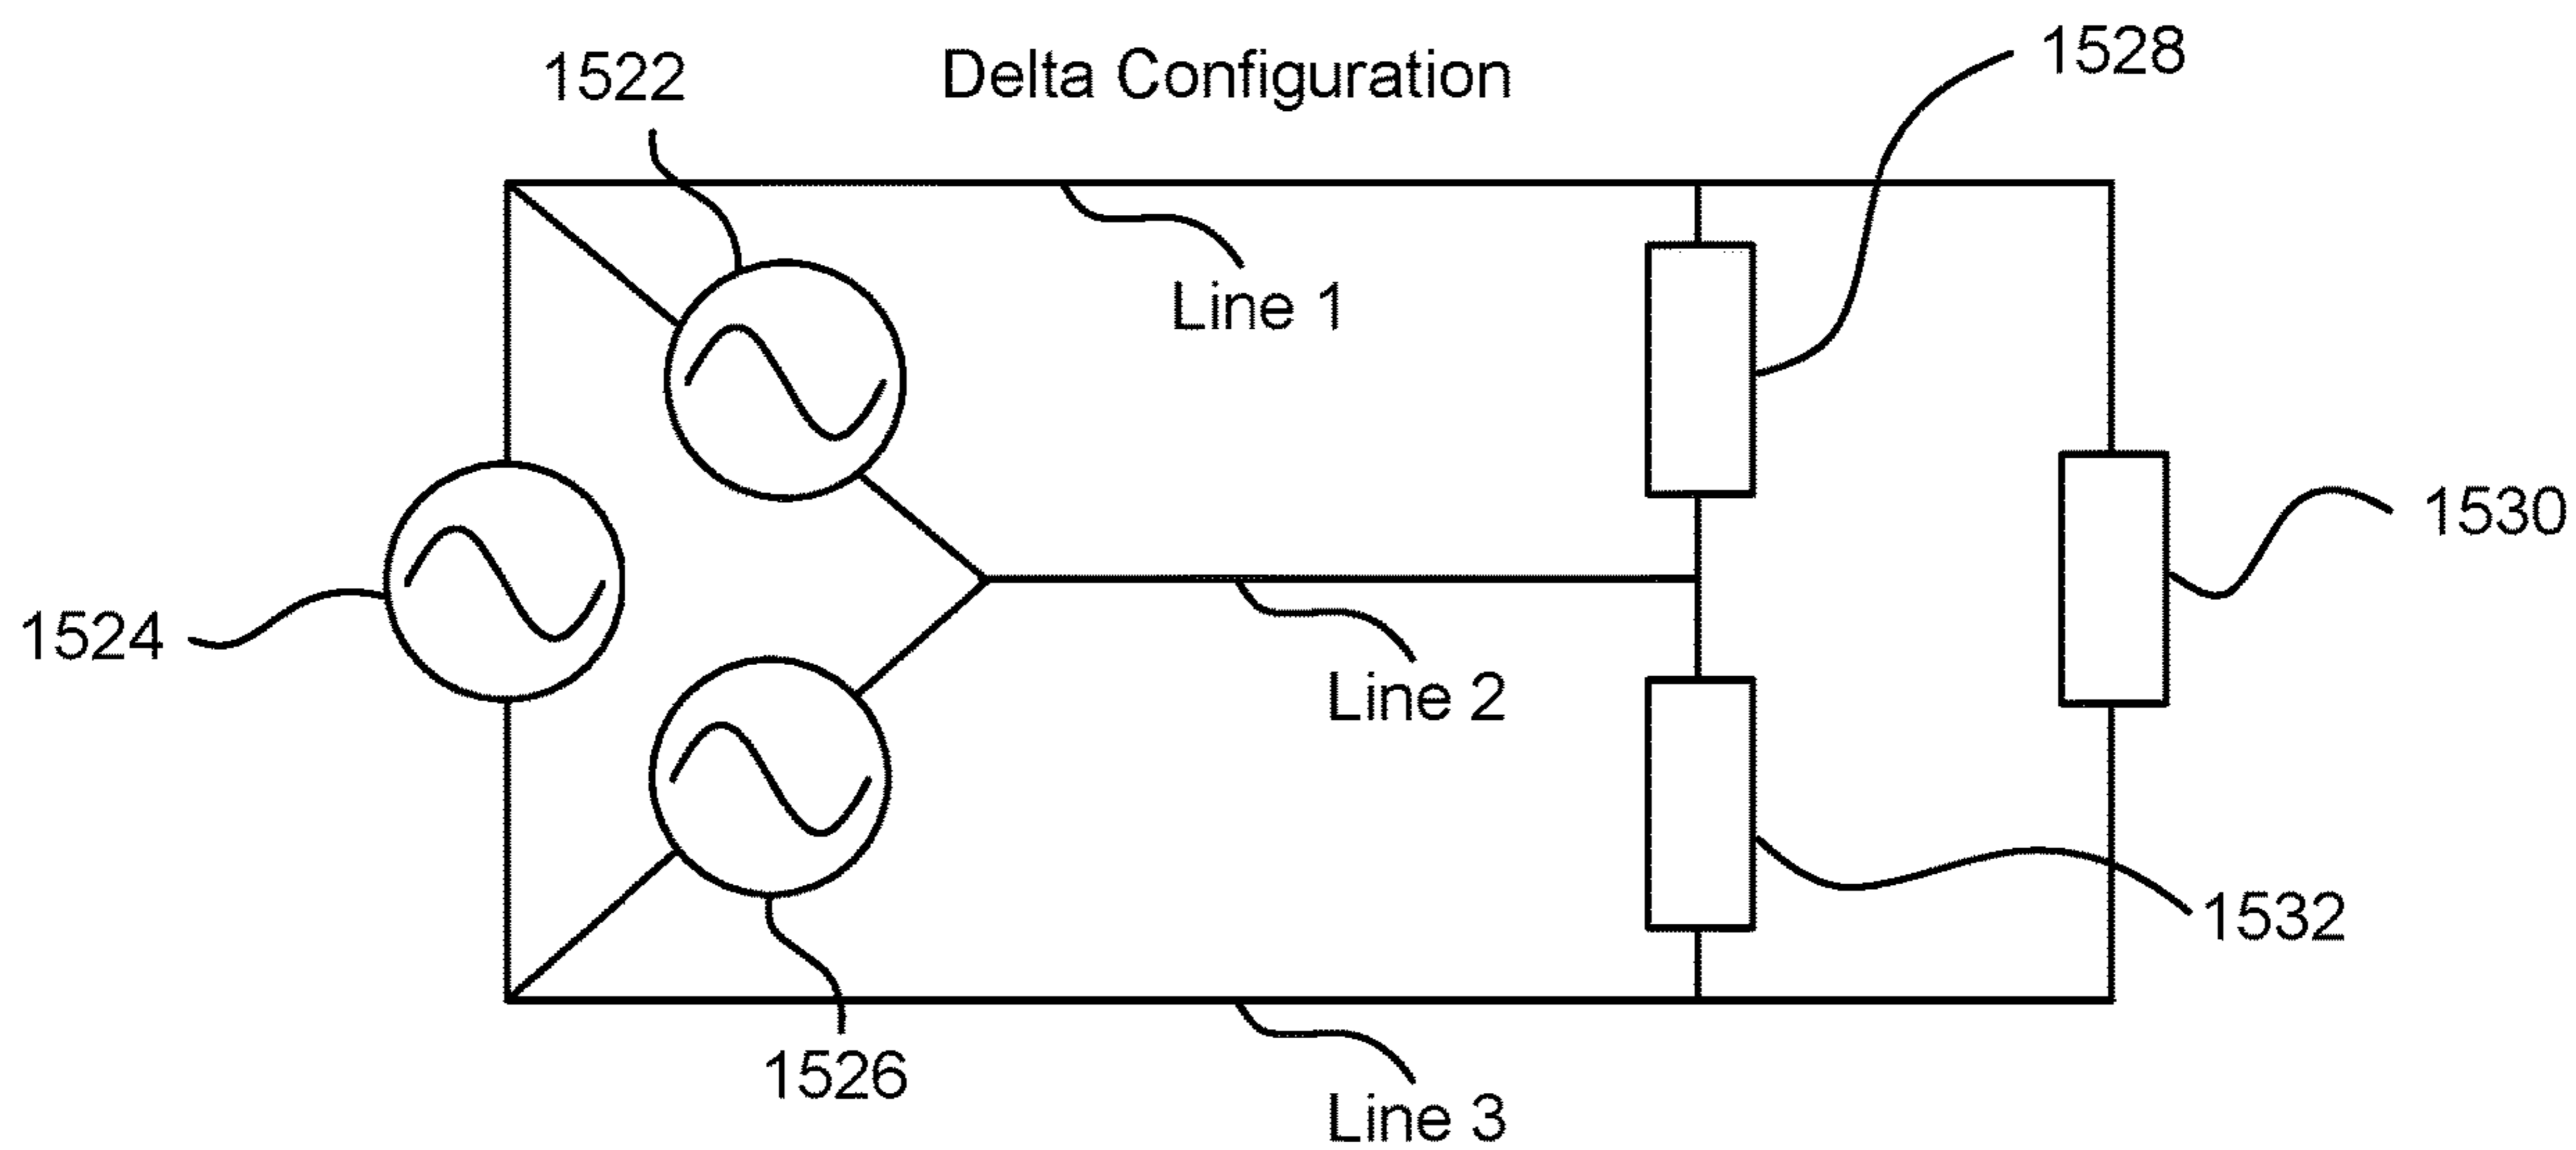 Delta Configuration
1522
1528
Line 1
1530
1524
Line 2
1532
1526
Line 3